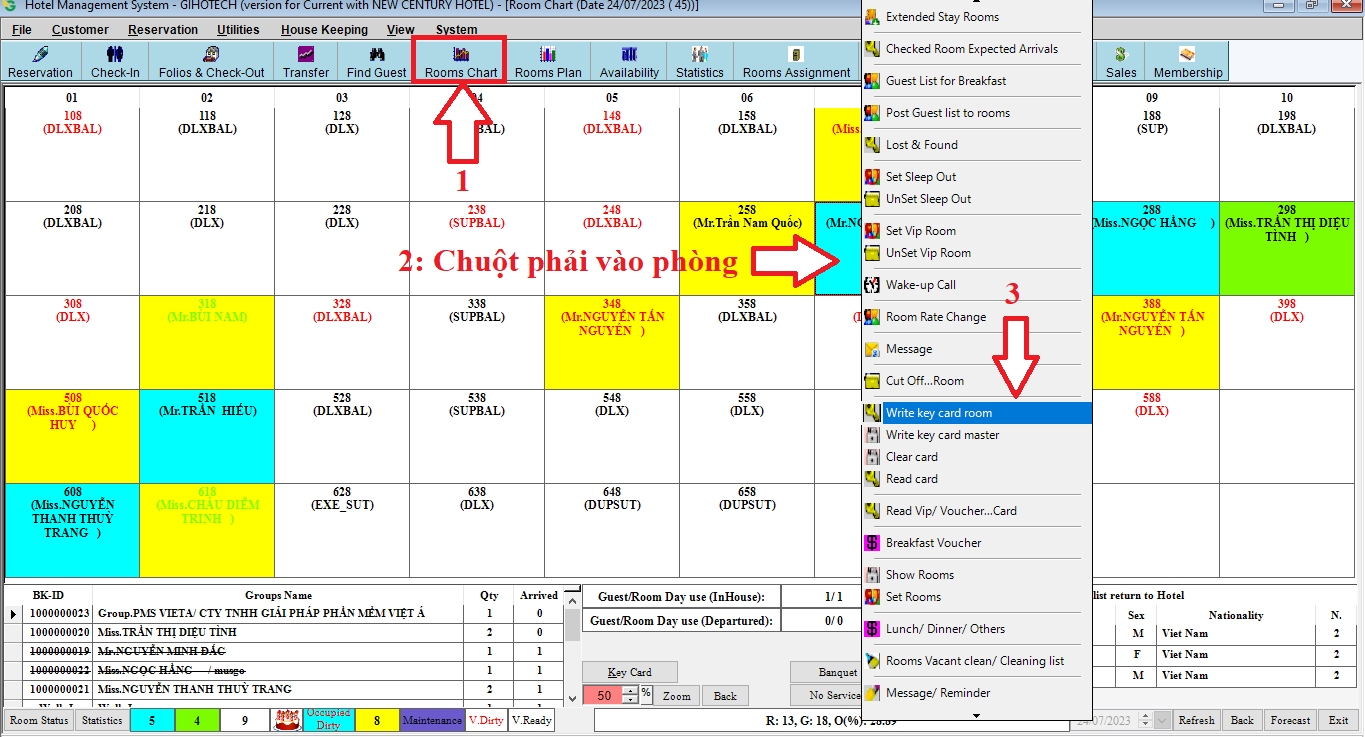 Hotel Management System - GIHOTECH (version for Current with NEW CENTURY HOTEL) - [Room Chart (Date 24/07/2023 ( 45))]
File Customer Reservation Utilities House Keeping View System
Reservation Check-In Folios & Check-Out Transfer Find Guest Rooms Chart Rooms Plan Availability Statistics Rooms Assignment Sales Membership
01 02 03 04 05 06 09 10
108 118 128 148 158 188 198
(DLXBAL) (DLXBAL) (DLX) BAL) (DLXBAL) (DLXBAL) (Miss. (SUP) (DLXBAL)
1
208 218 228 238 248 258 288 298
(DLXBAL) (DLX) (DLX) (SUPBAL) (DLXBAL) (Mr.Trần Nam Quốc) (Mr.NG (Miss.NGỌC HẰNG ) (Miss.TRẦN THỊ DIỆU
TÌNH )
2: Chuột phải vào phòng
308 318 328 338 348 358 388 398
(DLX) (Mr.BÙI NAM) (DLXBAL) (SUPBAL) (Mr.NGUYỄN TẤN (DLXBAL) (Mr.NGUYỄN TẤN (DLX)
NGUYÊN ) NGUYÊN )
508 518 528 538 548 558 588
(Miss.BÙI QUỐC (Mr.TRẦN HIẾU) (DLXBAL) (SUPBAL) (DLX) (DLX) (DLX)
HUY )
608 618 628 638 648 658
(Miss.NGUYỄN (Miss.CHÂU DIỄM (EXE_SUT) (DLX) (DUPSUT) (DUPSUT)
THANH THUỲ TRINH )
TRANG )
Extended Stay Rooms
Checked Room Expected Arrivals
Guest List for Breakfast
Post Guest list to rooms
Lost & Found
Set Sleep Out
UnSet Sleep Out
Set Vip Room
UnSet Vip Room
Wake-up Call
3
Room Rate Change
Message
Cut Off...Room
Write key card room
Write key card master
Clear card
Read card
Read Vip/ Voucher...Card
Breakfast Voucher
Show Rooms
Set Rooms
Lunch/ Dinner/ Others
Rooms Vacant clean/ Cleaning list
Message/ Reminder
BK-ID Groups Name Qty Arrived
1000000023 Group.PMS VIETA/ CTY TNHH GIẢI PHÁP PHẦN MỀM VIỆT Á 1 0
1000000020 Miss.TRẦN THỊ DIỆU TÌNH 2 0
1000000019 Mr.NGUYỄN MINH ĐẮC 1 1
1000000022 Miss.NGỌC HẰNG / musgo 1 1
1000000021 Miss.NGUYỄN THANH THUỲ TRANG 2 1
Guest/Room Day use (InHouse): 1/ 1
Guest/Room Day use (Departured): 0/ 0
Key Card Banquet
50 % Zoom Back No Service
list return to Hotel
Sex Nationality N.
M Viet Nam 2
F Viet Nam 2
M Viet Nam 2
Room Status Statistics 5 4 9 Occupied Dirty 8 Maintenance V.Dirty V.Ready R: 13, G: 18, O(%): 28.89 24/07/2023 Refresh Back Forecast Exit